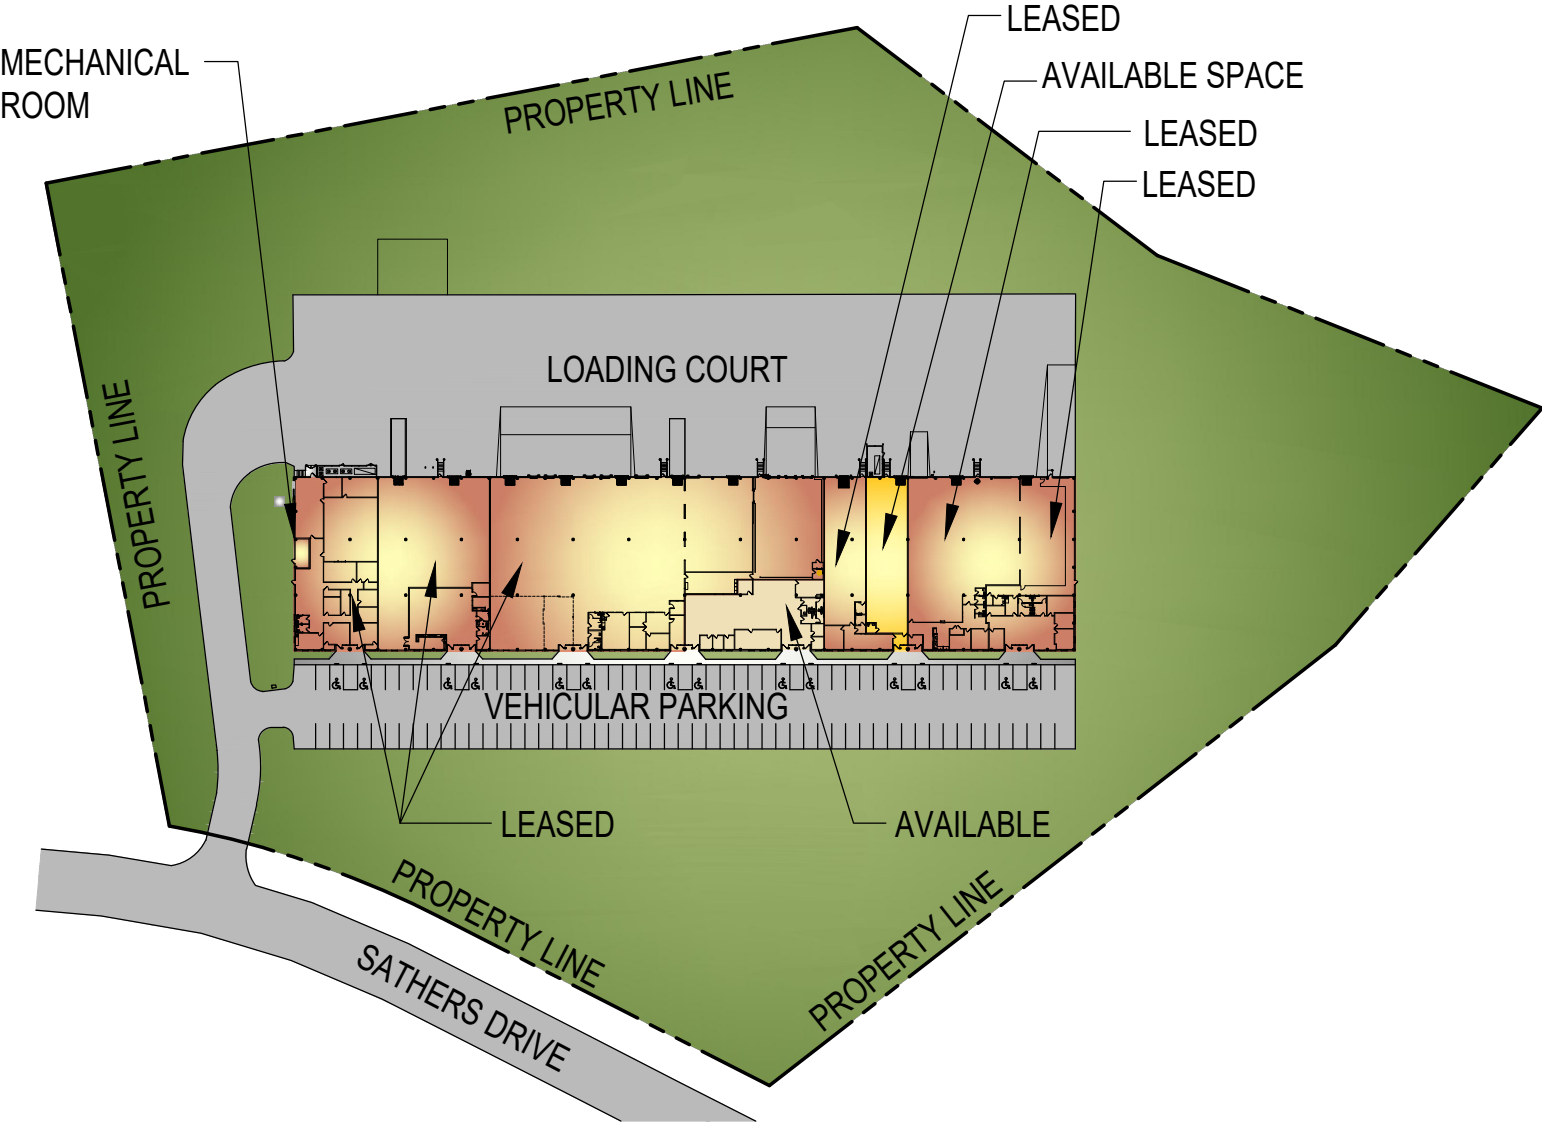 LEASED
MECHANICAL
ROOM
AVAILABLE SPACE
PROPERTY LINE
LEASED
LEASED
LOADING COURT
PROPERTY LINE
VEHICULAR PARKING
LEASED
AVAILABLE
PROPERTY LINE
PROPERTY LINE
SATHERS DRIVE